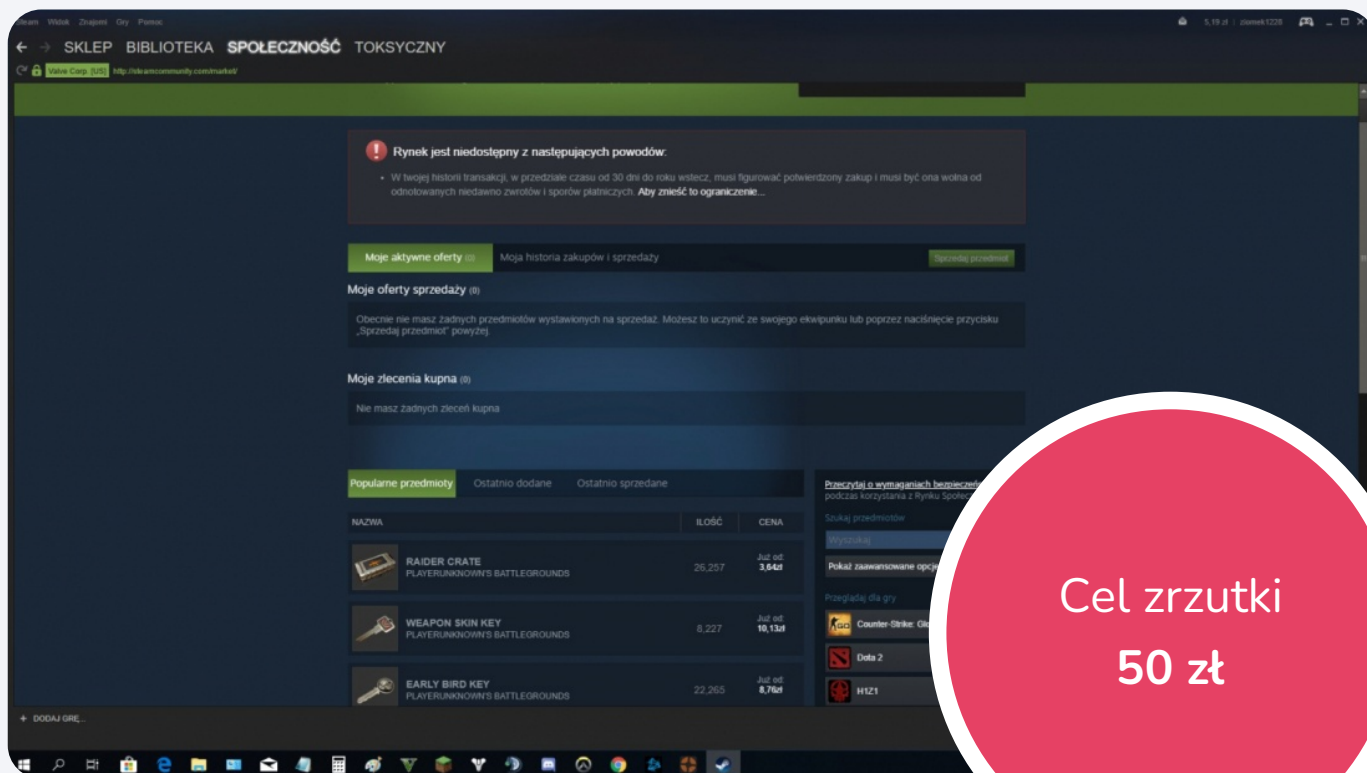 Steam Widok Znajomi Gry Pomoc
5,19 zł | ziomek1228
SKLEP BIBLIOTEKA SPOŁECZNOŚĆ TOKSYCZNY
Valve Corp. [US] http://steamcommunity.com/market/
Rynek jest niedostępny z następujących powodów:
W twojej historii transakcji, w przedziale czasu od 30 dni do roku wstecz, musi figurować potwierdzony zakup i musi być ona wolna od
odnotowanych niedawno zwrotów i sporów płatniczych. Aby znieść to ograniczenie...
Moje aktywne oferty (0) Moja historia zakupów i sprzedaży Sprzedaj przedmiot
Moje oferty sprzedaży (0)
Obecnie nie masz żadnych przedmiotów wystawionych na sprzedaż. Możesz to uczynić ze swojego ekwipunku lub poprzez naciśnięcie przycisku
„Sprzedaj przedmiot" powyżej.
Moje zlecenia kupna (0)
Nie masz żadnych zleceń kupna
Popularne przedmioty Ostatnio dodane Ostatnio sprzedane
NAZWA ILOŚĆ CENA
RAIDER CRATE
PLAYERUNKNOWN'S BATTLEGROUNDS
26,257
Już od:
3,64zł
WEAPON SKIN KEY
PLAYERUNKNOWN'S BATTLEGROUNDS
8,227
Już od:
10,13zł
EARLY BIRD KEY
PLAYERUNKNOWN'S BATTLEGROUNDS
22,265
Już od:
8,76zł
Przeczytaj o wymaganiach
podczas korzystania z Rynku
Szukaj przedmiotów
Wyszukaj
Pokaż zaawansowane opcje
Przeglądaj dla gry
Counter-Strike:
Dota 2
H1Z1
+ DODAJ GRĘ...
Cel zrzutki
50 zł